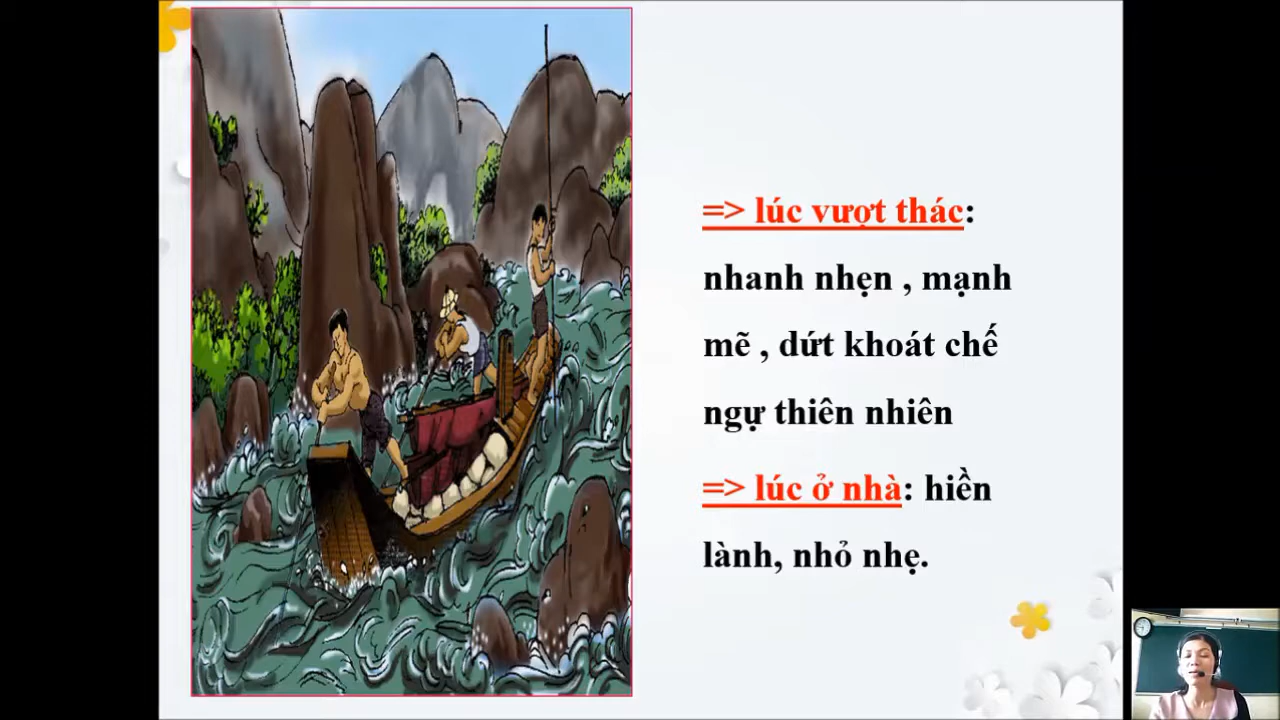 => lúc vượt thác:
nhanh nhẹn , mạnh
mẽ , dứt khoát chế
ngự thiên nhiên
=> lúc ở nhà: hiền
lành, nhỏ nhẹ.